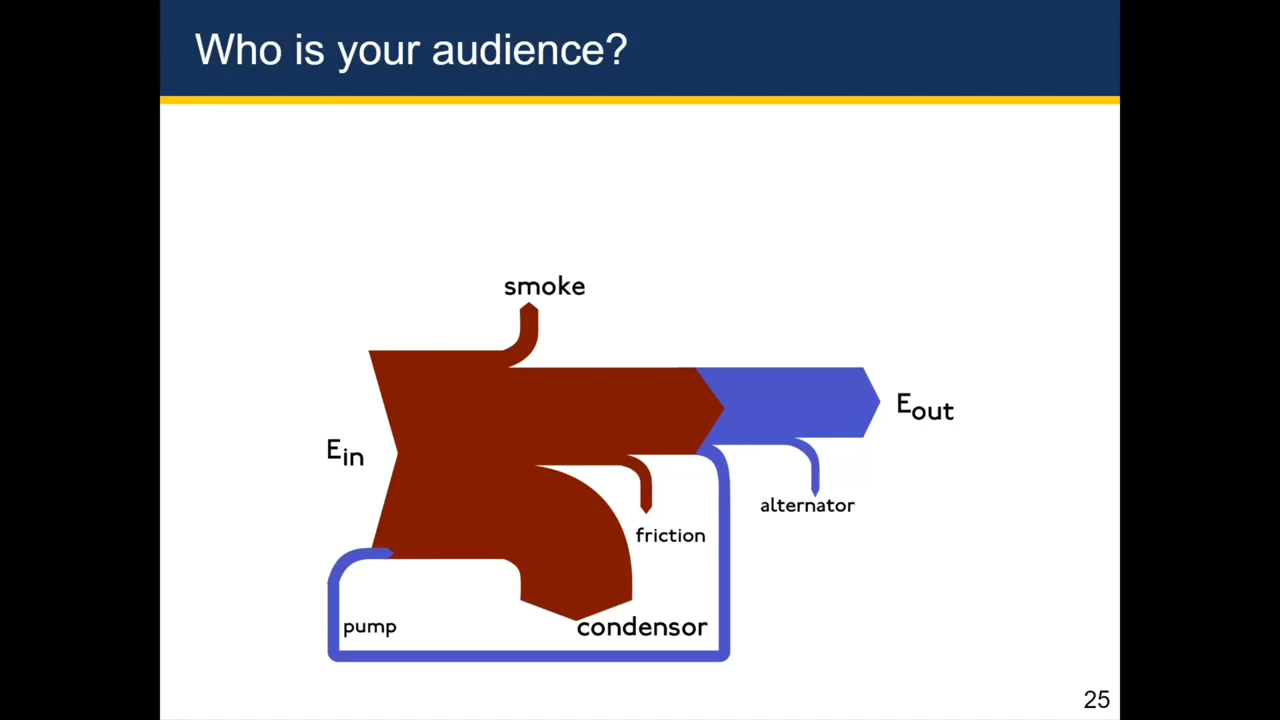 Who is your audience?
smoke
Eout
Ein
alternator
friction
pump
condensor
25